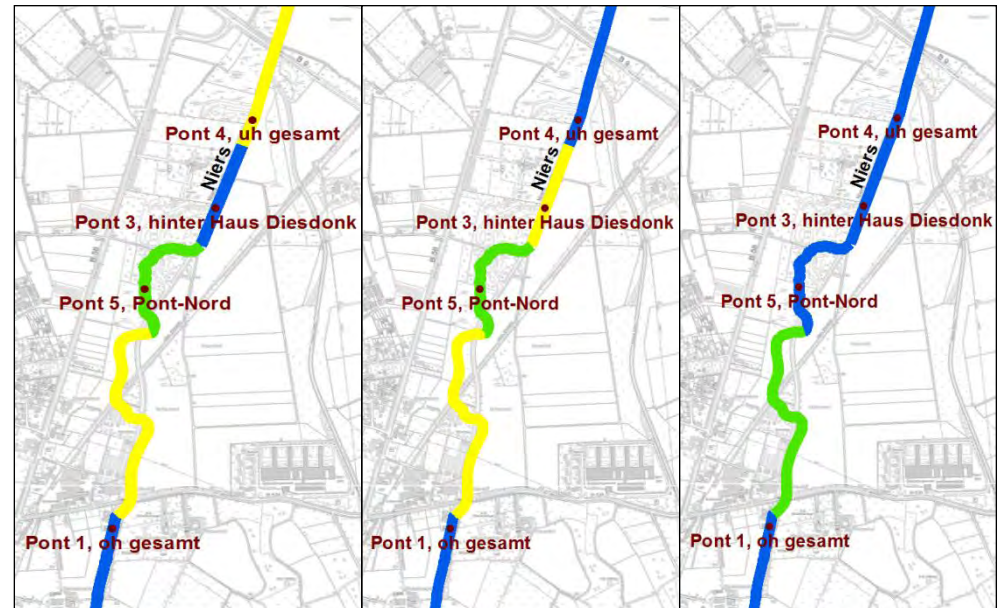 Pont 4, uh gesamt
Niers
Pont 3, hinter Haus Diesdonk
Pont 5, Pont-Nord
Pont 1, oh gesamt
Pont 4, uh gesamt
Niers
Pont 3, hinter Haus Diesdonk
Pont 5, Pont-Nord
Pont 1, oh gesamt
Pont 4, uh gesamt
Niers
Pont 3, hinter Haus Diesdonk
Pont 5, Pont-Nord
Pont 1, oh gesamt